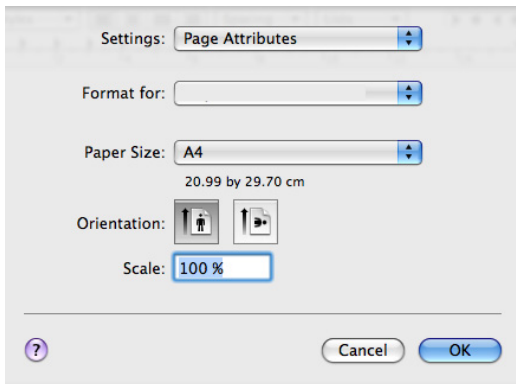 Settings: Page Attributes
Format for:
Paper Size: A4
20.99 by 29.70 cm
Orientation:
Scale: 100 %
? Cancel OK